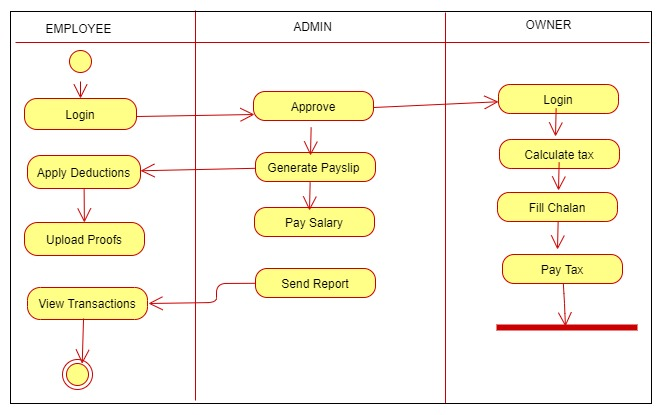 EMPLOYEE
ADMIN
OWNER
Login
Approve
Login
Apply Deductions
Generate Payslip
Calculate tax
Upload Proofs
Pay Salary
Fill Chalan
View Transactions
Send Report
Pay Tax